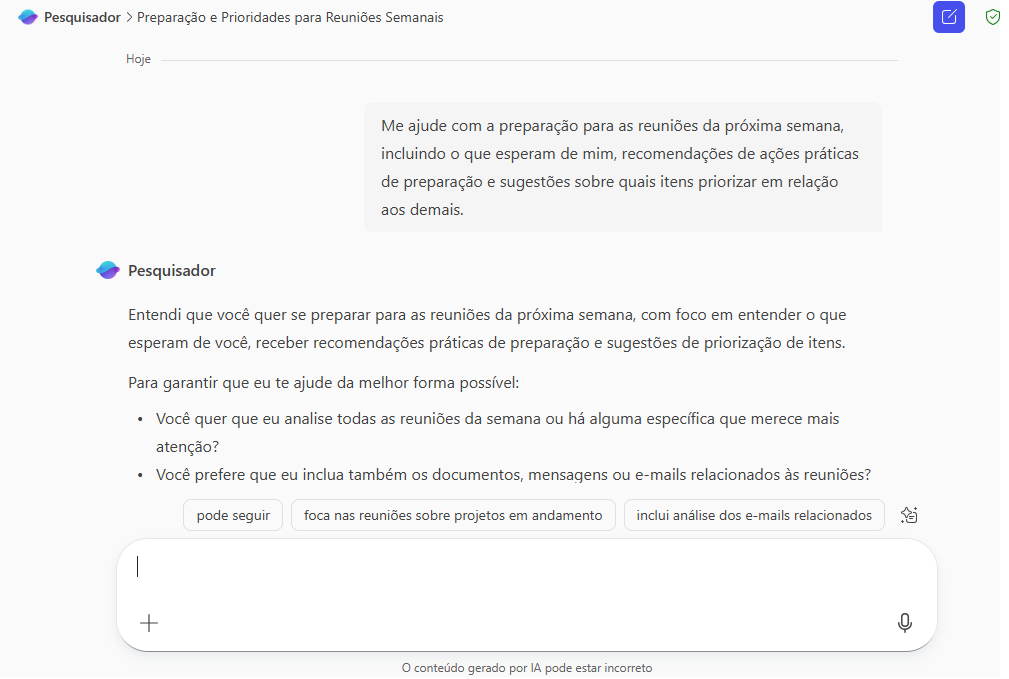 Pesquisador > Preparação e Prioridades para Reuniões Semanais
Hoje
Me ajude com a preparação para as reuniões da próxima semana,
incluindo o que esperam de mim, recomendações de ações práticas
de preparação e sugestões sobre quais itens priorizar em relação
aos demais.
Pesquisador
Entendi que você quer se preparar para as reuniões da próxima semana, com foco em entender o que
esperam de você, receber recomendações práticas de preparação e sugestões de priorização de itens.
Para garantir que eu te ajude da melhor forma possível:
• Você quer que eu analise todas as reuniões da semana ou há alguma específica que merece mais
atenção?
• Você prefere que eu inclua também os documentos, mensagens ou e-mails relacionados às reuniões?
pode seguir foca nas reuniões sobre projetos em andamento inclui análise dos e-mails relacionados
O conteúdo gerado por IA pode estar incorreto